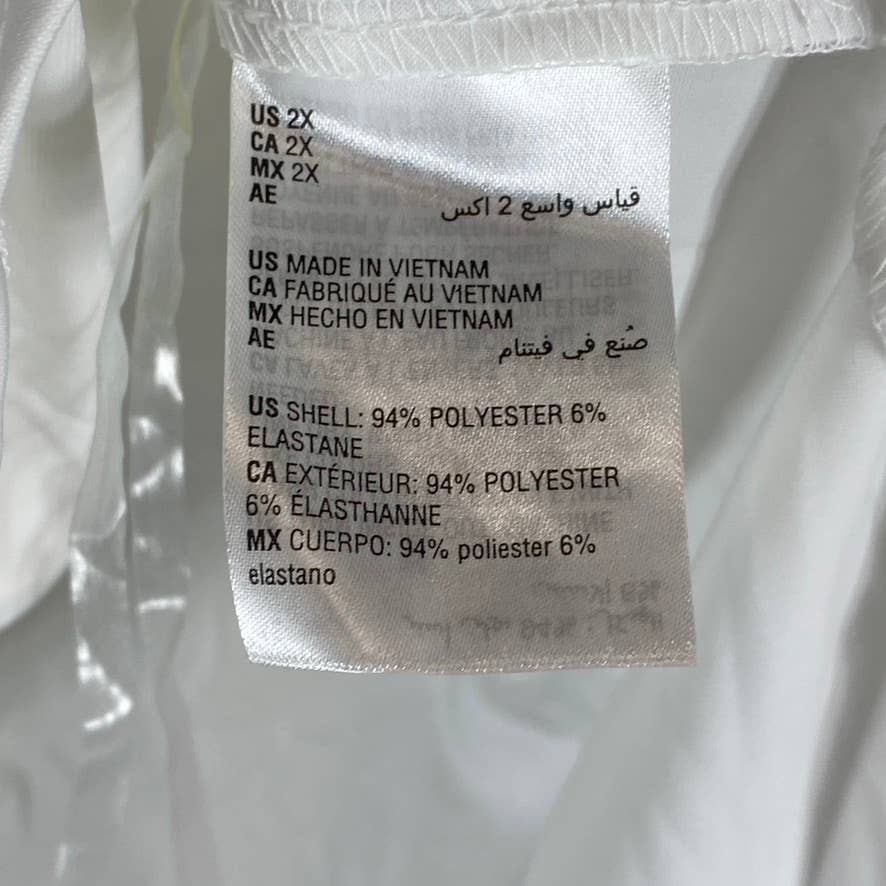 US 2X
CA 2X
MX 2X
AE قياس واسع 2 اكس
US MADE IN VIETNAM
CA FABRIQUÉ AU VIETNAM
MX HECHO EN VIETNAM
AE صُنع في فيتنام
US SHELL: 94% POLYESTER 6%
ELASTANE
CA EXTÉRIEUR: 94% POLYESTER
6% ÉLASTHANNE
MX CUERPO: 94% poliester 6%
elastano